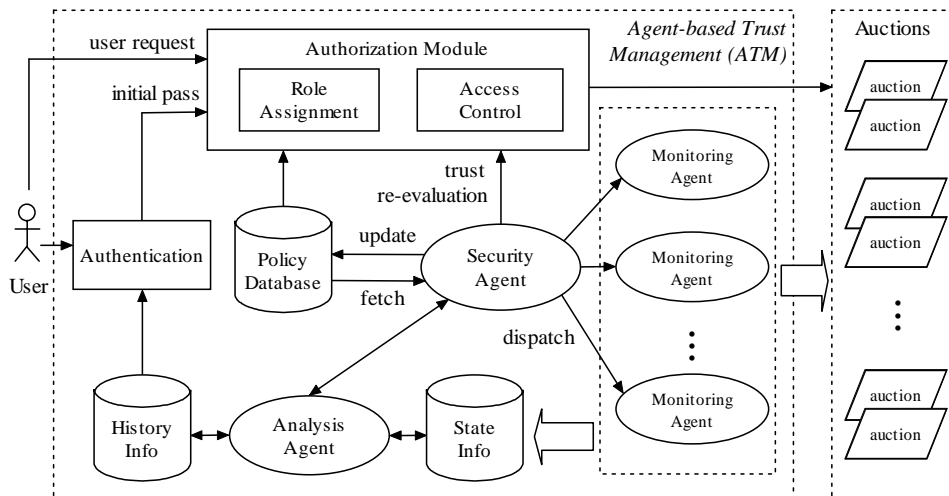 Agent-based Trust
Management (ATM)
Auctions
user request
Authorization Module
initial pass
Role
Assignment
Access
Control
auction
auction
trust
re-evaluation
Monitoring
Agent
User
Authentication
Policy
Database
update
fetch
Security
Agent
Monitoring
Agent
auction
auction
dispatch
Monitoring
Agent
History
Info
Analysis
Agent
State
Info
auction
auction